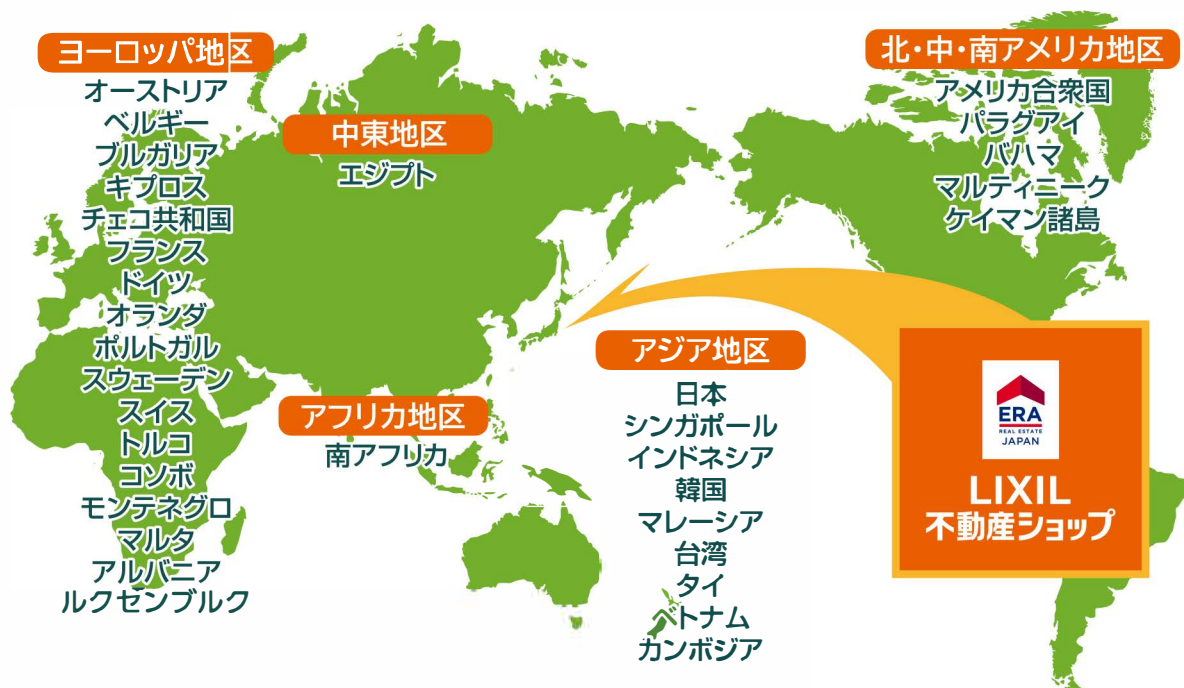 ヨーロッパ地区
オーストリア
ベルギー
ブルガリア
キプロス
チェコ共和国
フランス
ドイツ
オランダ
ポルトガル
スウェーデン
スイス
トルコ
コソボ
モンテネグロ
マルタ
アルバニア
ルクセンブルク
中東地区
エジプト
アフリカ地区
南アフリカ
アジア地区
日本
シンガポール
インドネシア
韓国
マレーシア
台湾
タイ
ベトナム
カンボジア
北・中・南アメリカ地区
アメリカ合衆国
パラグアイ
バハマ
マルティニーク
ケイマン諸島
ERA
REAL ESTATE
JAPAN
LIXIL
不動産ショップ